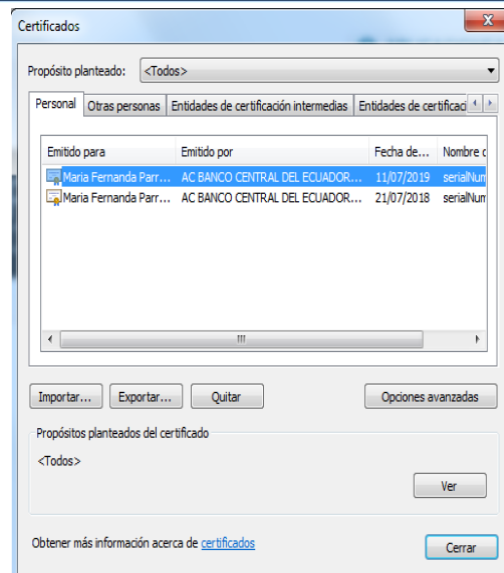 Certificados
Propósito planteado: <Todos>
Personal Otras personas Entidades de certificación intermedias Entidades de certificaci
Emitido para Emitido por Fecha de... Nombre d
Maria Fernanda Parr... AC BANCO CENTRAL DEL ECUADOR... 11/07/2019 serialNum
Maria Fernanda Parr... AC BANCO CENTRAL DEL ECUADOR... 21/07/2018 serialNum
Importar... Exportar... Quitar Opciones avanzadas
Propósitos planteados del certificado
<Todos>
Ver
Obtener más información acerca de certificados
Cerrar